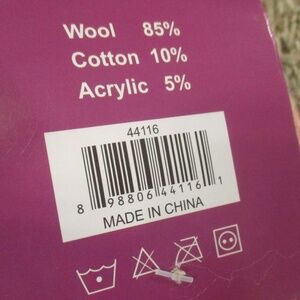 Wool 85%
Cotton 10%
Acrylic 5%
44116
8 98806 44116 1
MADE IN CHINA